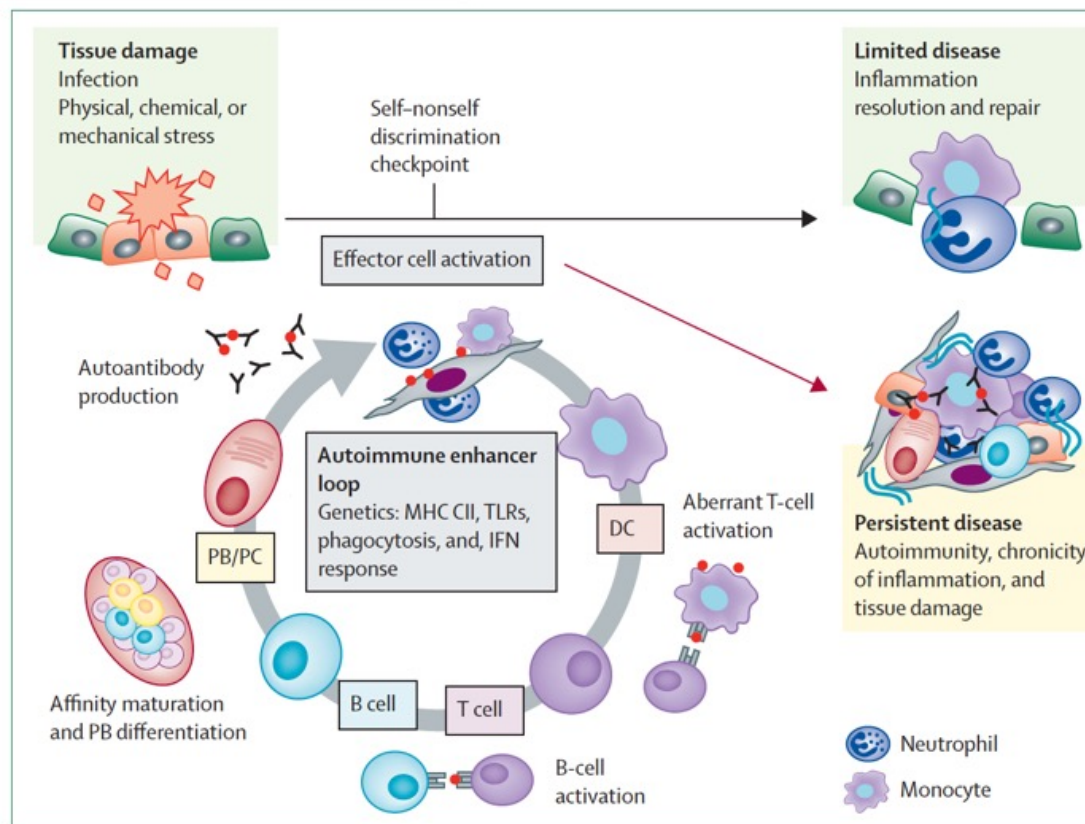 Tissue damage
Infection
Physical, chemical, or
mechanical stress
Self–nonself
discrimination
checkpoint
Limited disease
Inflammation
resolution and repair
Effector cell activation
Autoantibody
production
Autoimmune enhancer
loop
Genetics: MHC CII, TLRs,
phagocytosis, and, IFN
response
PB/PC
DC
Aberrant T-cell
activation
Persistent disease
Autoimmunity, chronicity
of inflammation, and
tissue damage
Affinity maturation
and PB differentiation
B cell
T cell
B-cell
activation
Neutrophil
Monocyte